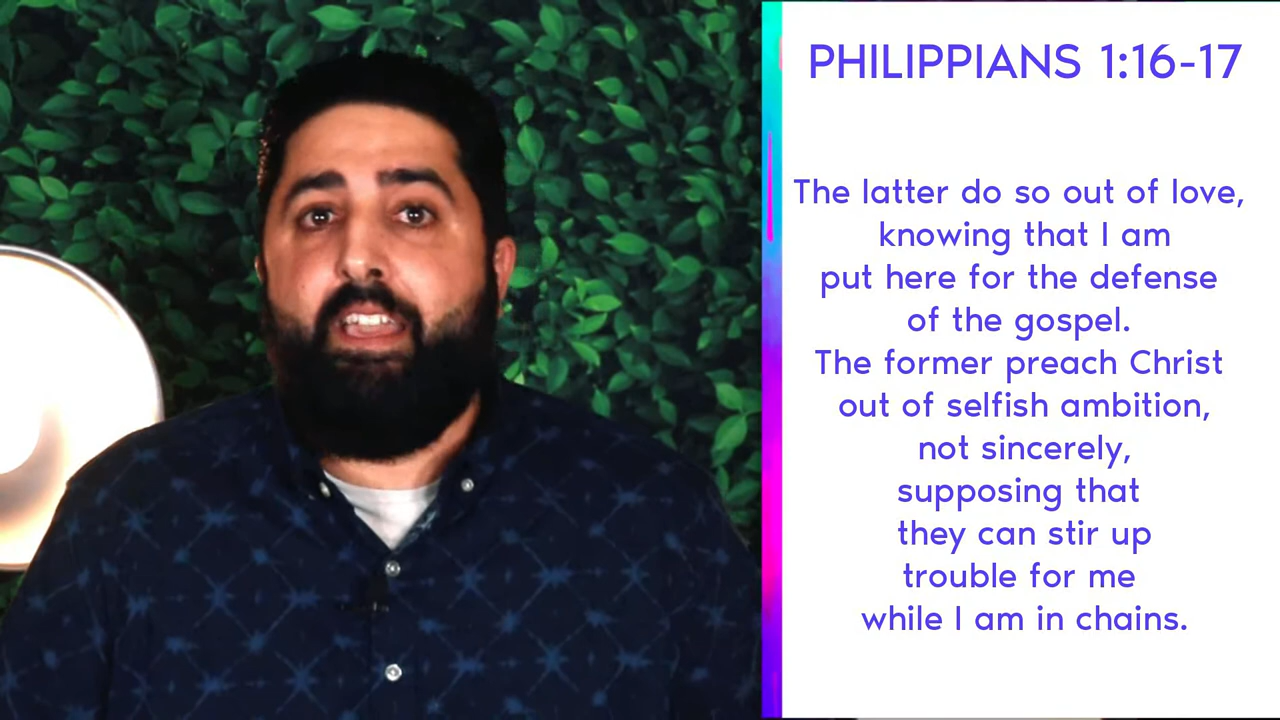 PHILIPPIANS 1:16-17
The latter do so out of love,
knowing that I am
put here for the defense
of the gospel.
The former preach Christ
out of selfish ambition,
not sincerely,
supposing that
they can stir up
trouble for me
while I am in chains.